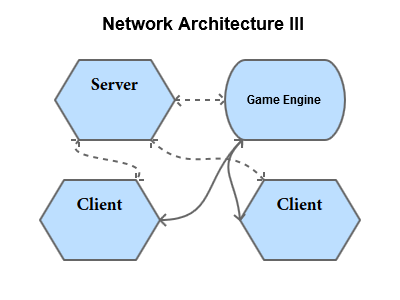 Network Architecture III
Server
Game Engine
Client
Client